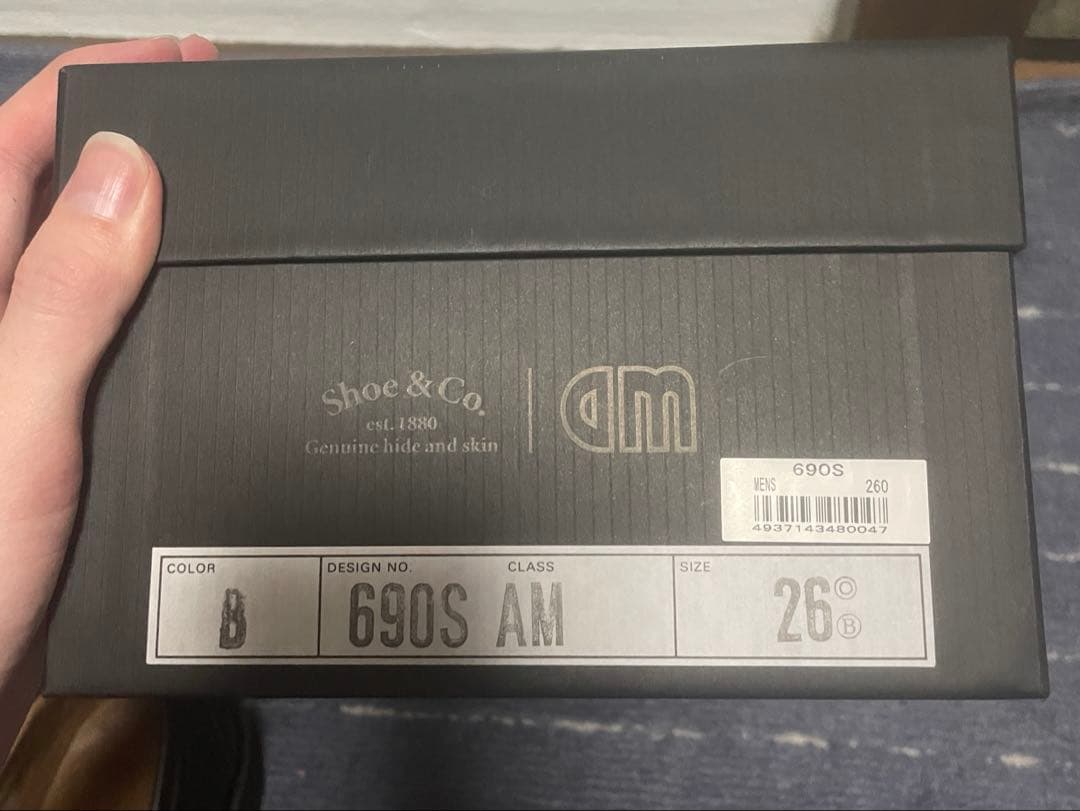 Shoe & Co.
est. 1880
Genuine hide and skin
690S
MENS 260
4937143480047
COLOR DESIGN NO. CLASS SIZE
B 690S AM 26 O
B